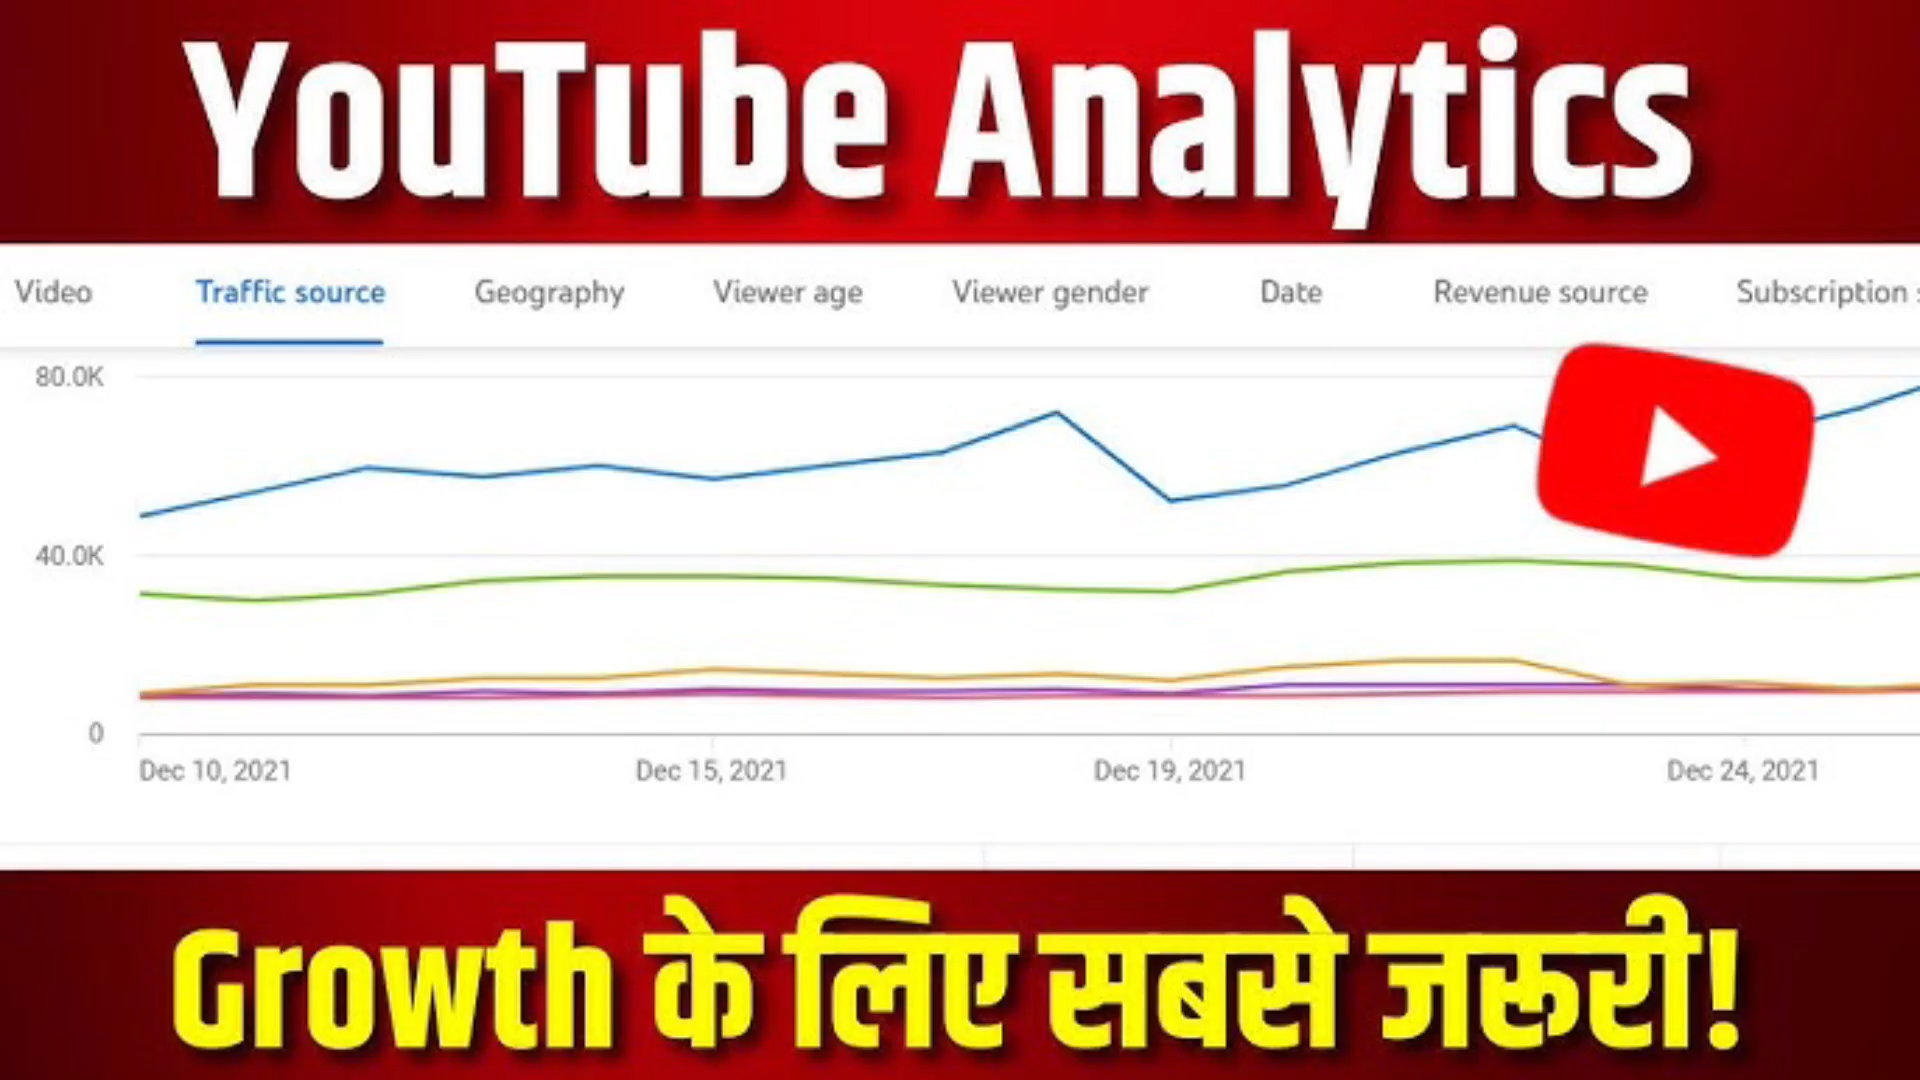 YouTube Analytics
Video Traffic source Geography Viewer age Viewer gender Date Revenue source Subscription
80.0K
40.0K
0
Dec 10, 2021 Dec 15, 2021 Dec 19, 2021 Dec 24, 2021
Growth के लिए सबसे जरूरी!